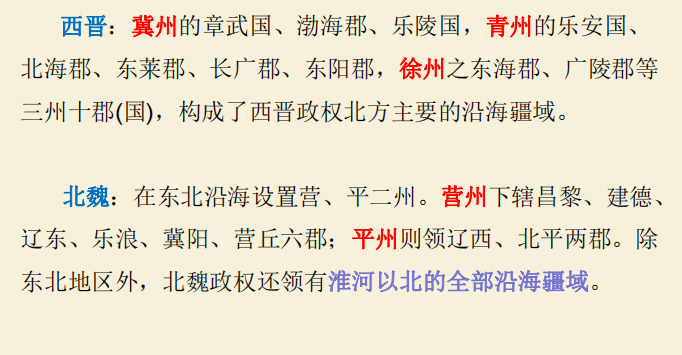 西晋：冀州的章武国、渤海郡、乐陵国，青州的乐安国、
北海郡、东莱郡、长广郡、东阳郡，徐州之东海郡、广陵郡等
三州十郡(国)，构成了西晋政权北方主要的沿海疆域。
北魏：在东北沿海设置营、平二州。营州下辖昌黎、建德、
辽东、乐浪、冀阳、营丘六郡；平州则领辽西、北平两郡。除
东北地区外，北魏政权还领有淮河以北的全部沿海疆域。